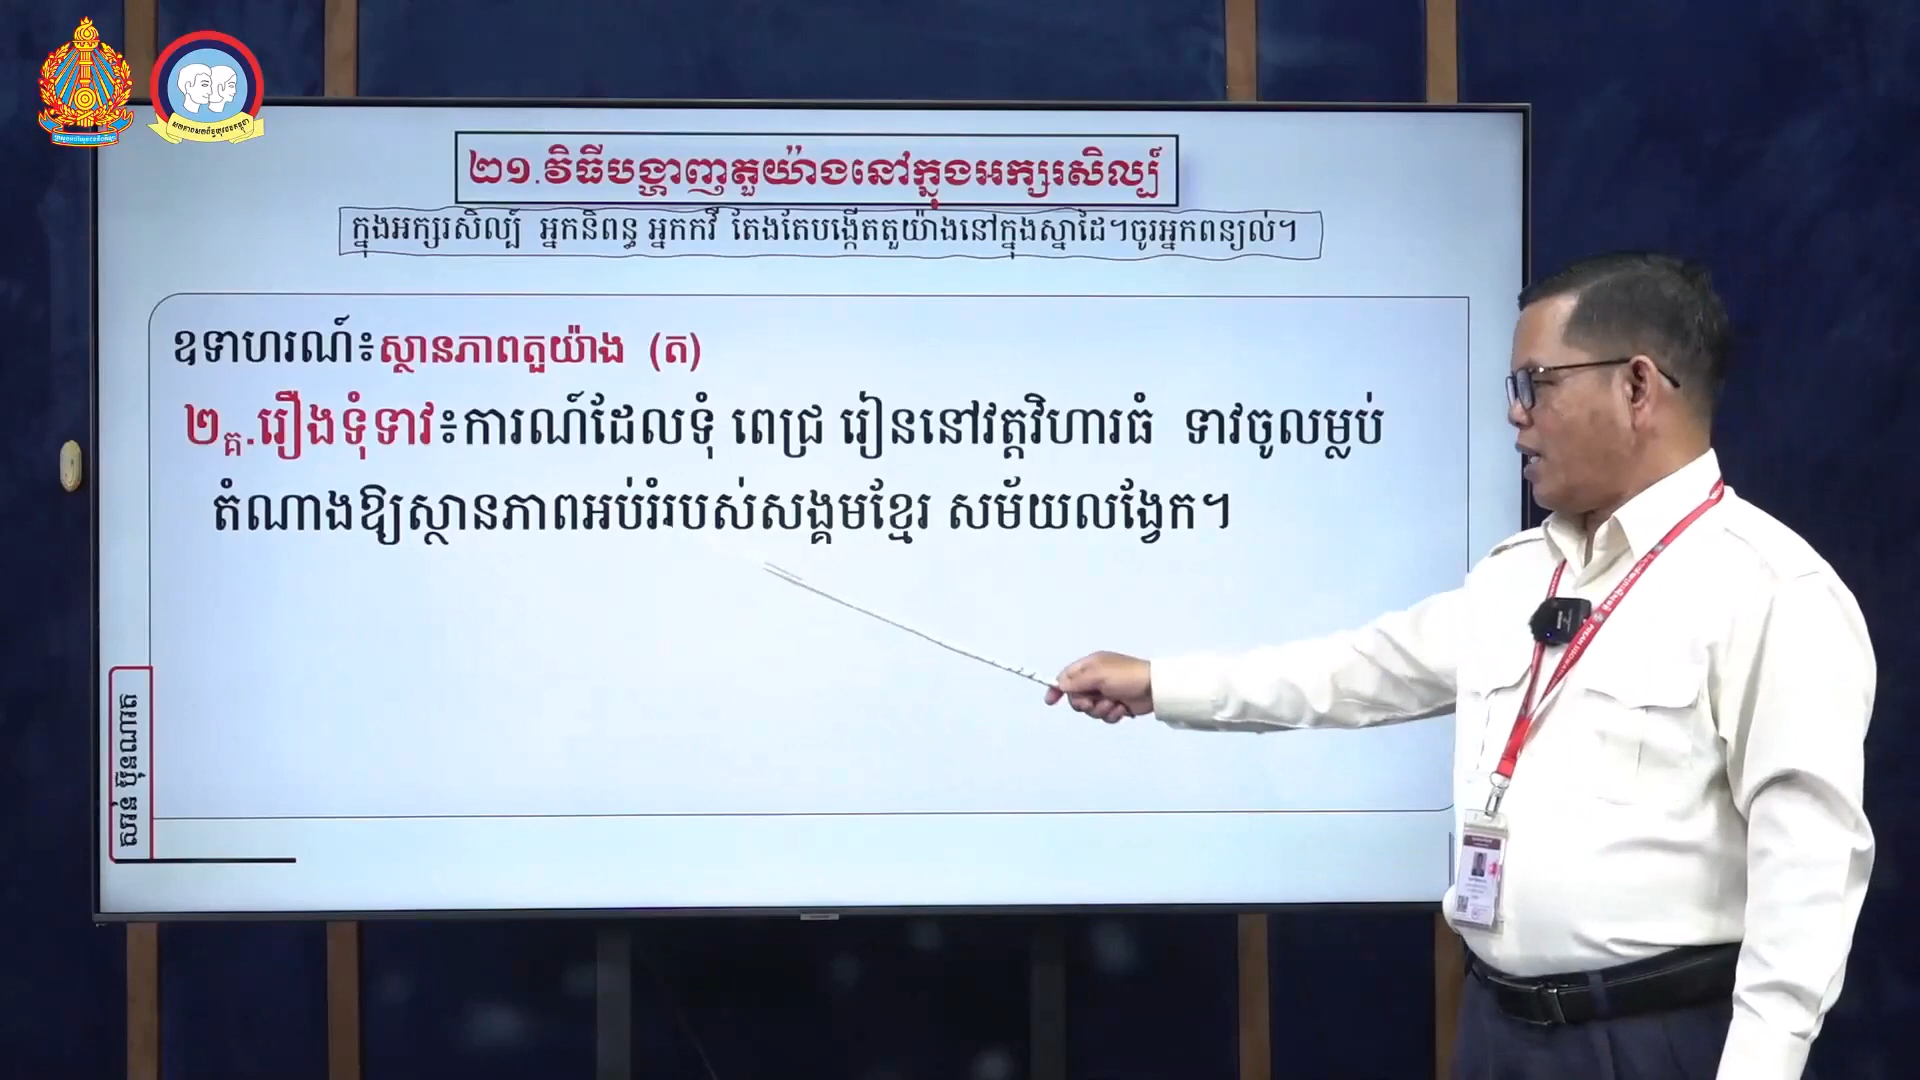 ២១.វិធីបង្ហាញតួយ៉ាងនៅក្នុងអក្សរសិល្ប៍
ក្នុងអក្សរសិល្ប៍ អ្នកនិពន្ធ អ្នកកវី តែងតែបង្កើតតួយ៉ាងនៅក្នុងស្នាដៃ។ចូរអ្នកពន្យល់។
ឧទាហរណ៍៖ស្ថានភាពតួយ៉ាង (ត)
២គ.រឿងទុំទាវ៖ការណ៍ដែលទុំ ពេជ្រ រៀននៅវត្តវិហារធំ ទាវចូលម្លប់
តំណាងឱ្យស្ថានភាពអប់រំរបស់សង្គមខ្មែរ សម័យលង្វែក។